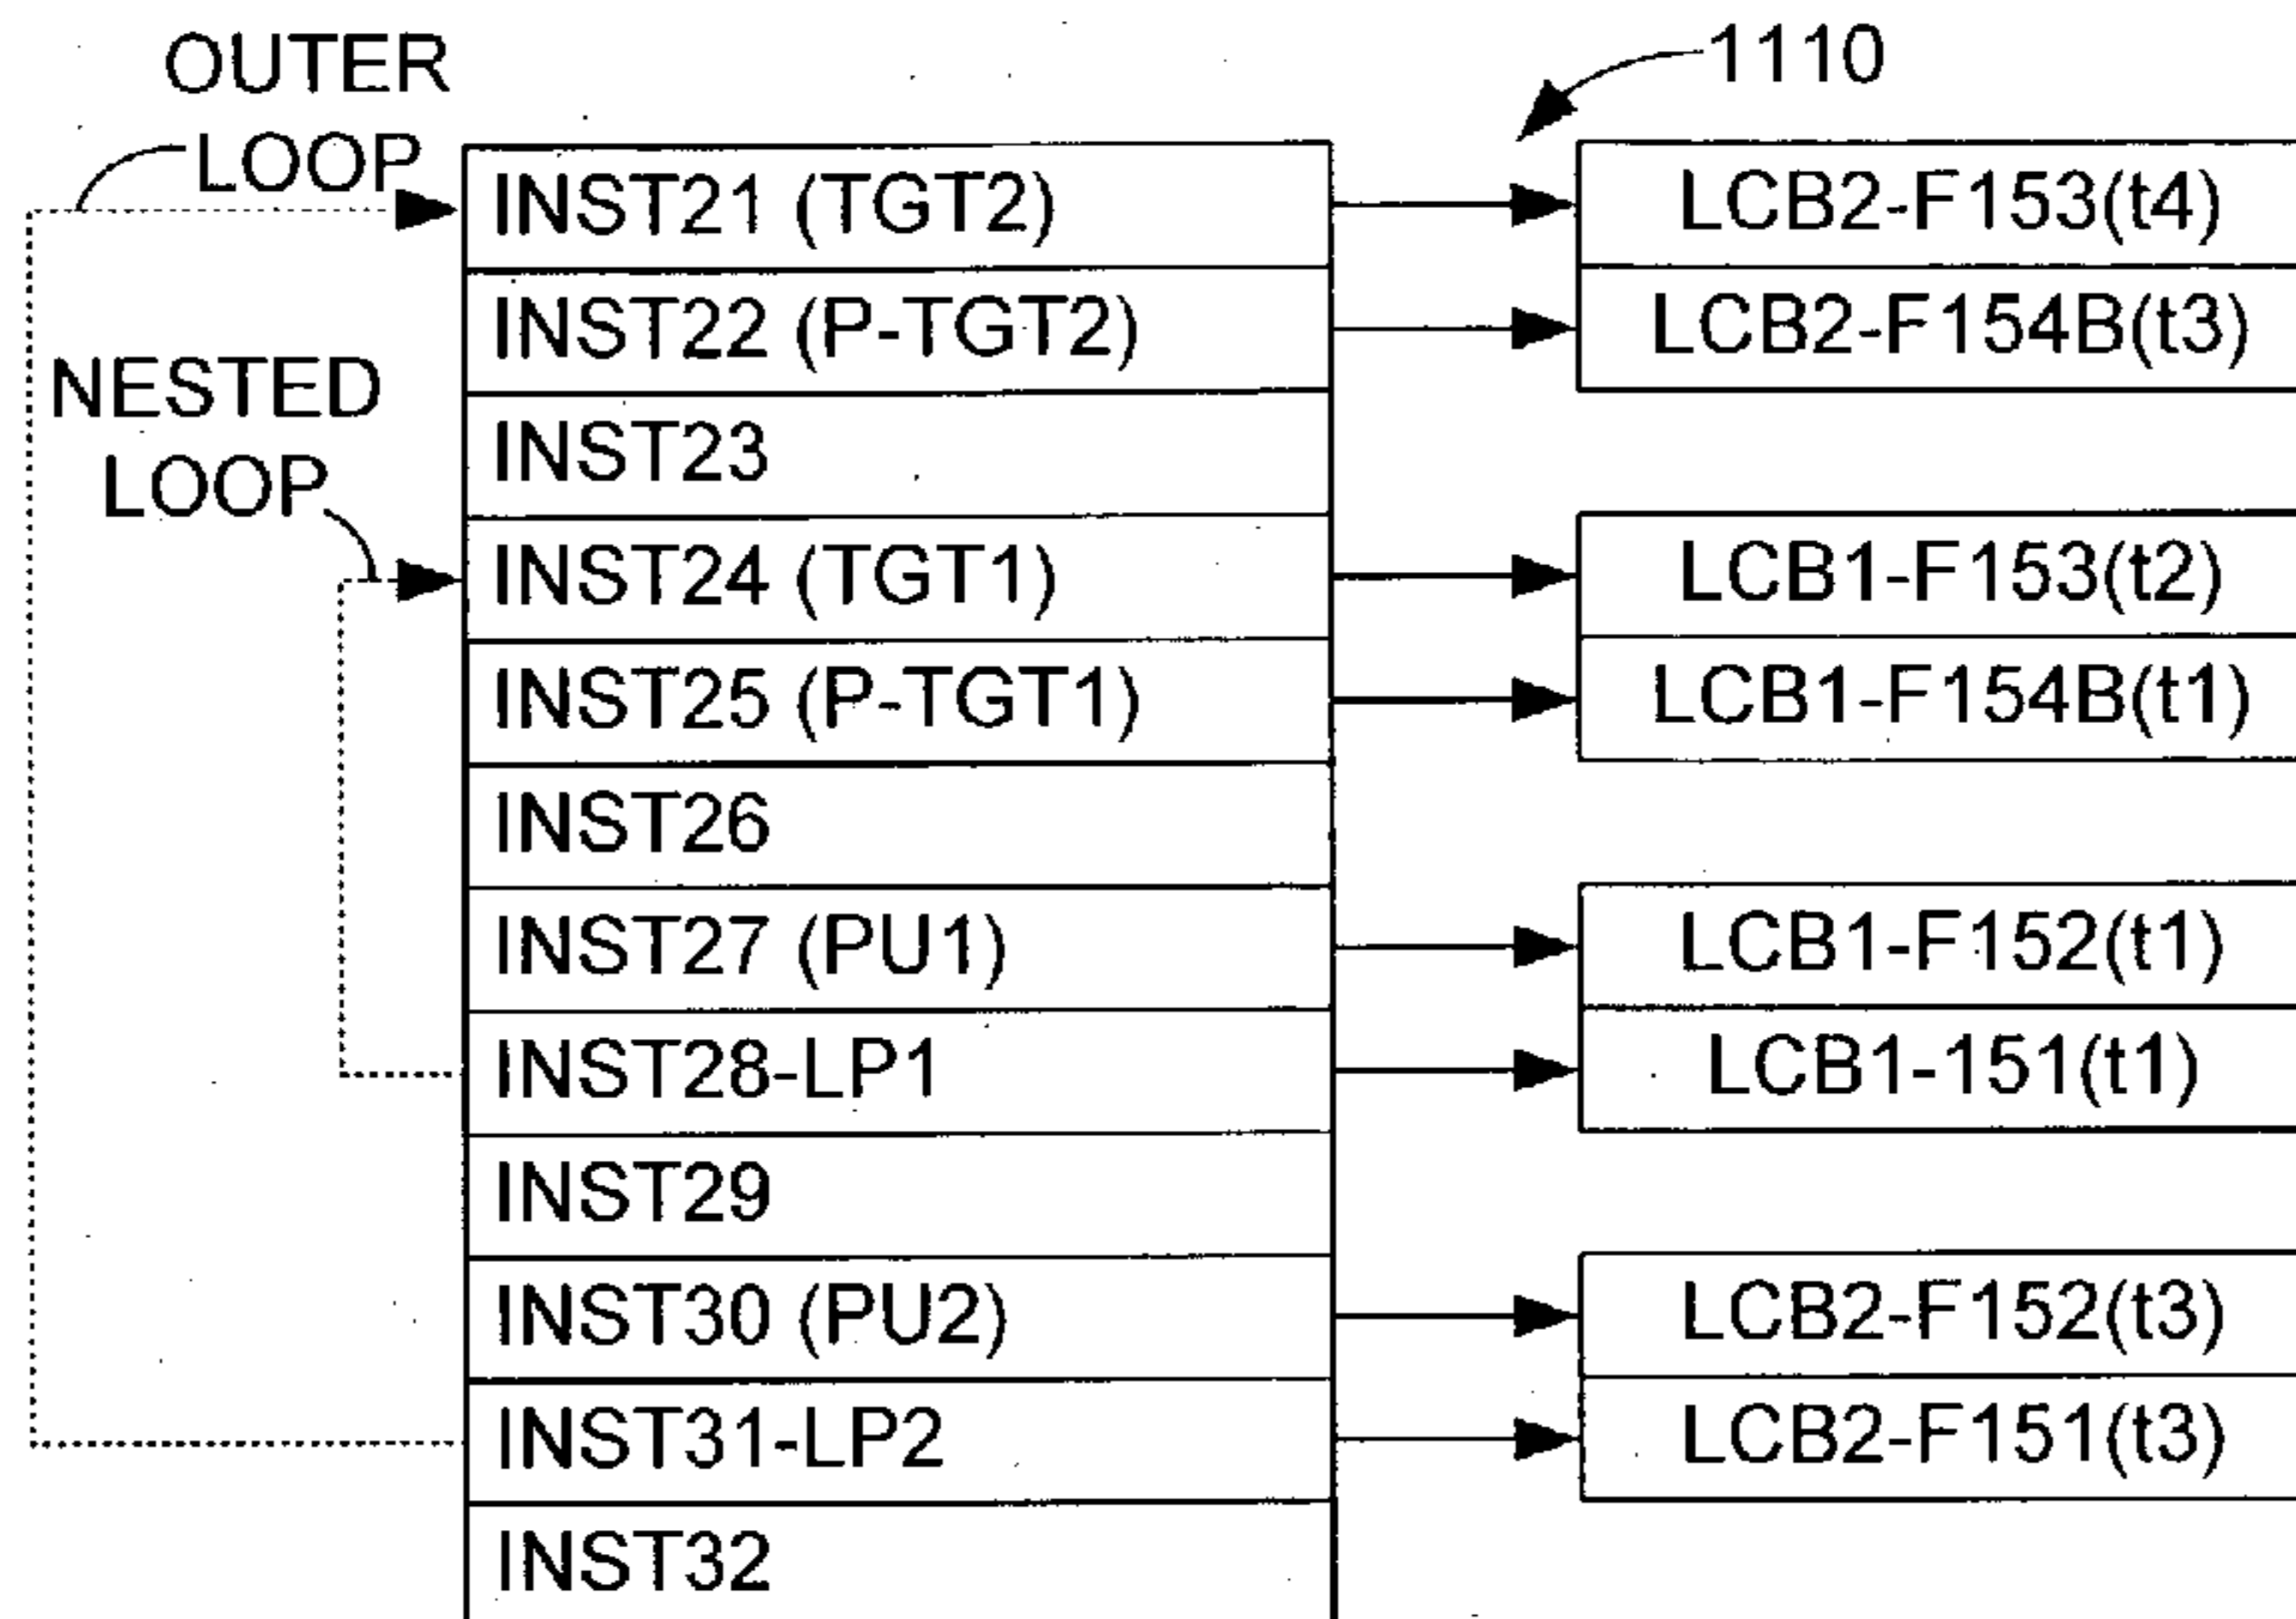 OUTER
LOOP
1110
NESTED
LOOP
INST21 (TGT2)
LCB2-F153(t4)
INST22 (P-TGT2)
LCB2-F154B(t3)
INST23
INST24 (TGT1)
LCB1-F153(t2)
INST25 (P-TGT1)
LCB1-F154B(t1)
INST26
INST27 (PU1)
LCB1-F152(t1)
INST28-LP1
LCB1-151(t1)
INST29
INST30 (PU2)
LCB2-F152(t3)
INST31-LP2
LCB2-F151(t3)
INST32